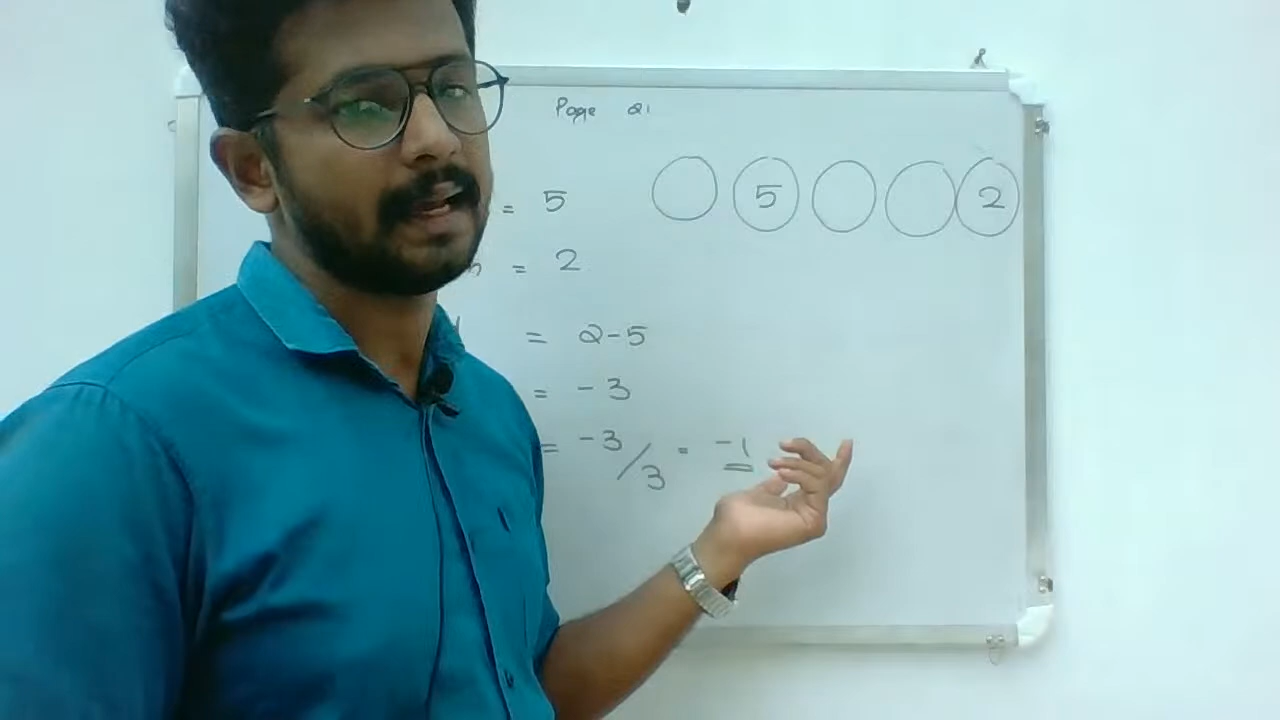 Page 21
5 2
= 5
= 2
= 2-5
= -3
= -3/3 = -1